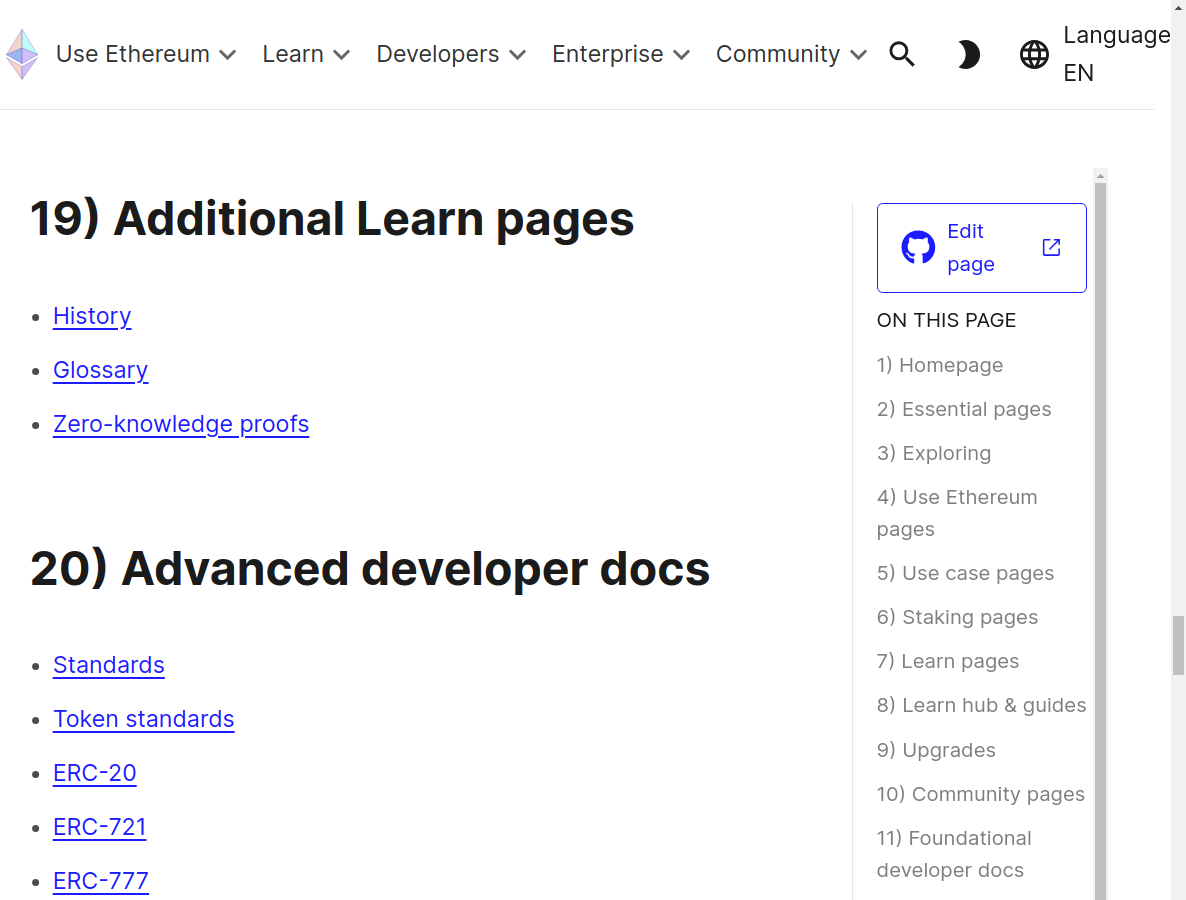 Use Ethereum
Learn
Developers
Enterprise
Community
Language
EN
19) Additional Learn pages
History
Glossary
Zero-knowledge proofs
20) Advanced developer docs
Standards
Token standards
ERC-20
ERC-721
ERC-777
Edit
page
ON THIS PAGE
1) Homepage
2) Essential pages
3) Exploring
4) Use Ethereum
pages
5) Use case pages
6) Staking pages
7) Learn pages
8) Learn hub & guides
9) Upgrades
10) Community pages
11) Foundational
developer docs